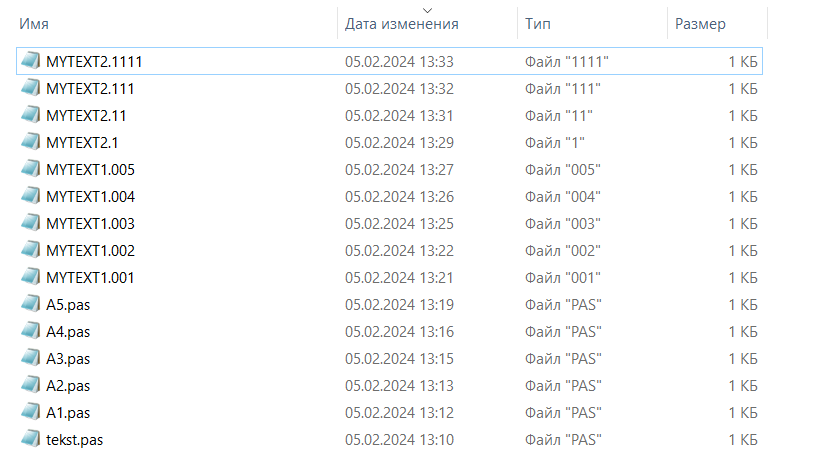 Имя Дата изменения Тип Размер
MYTEXT2.1111 05.02.2024 13:33 Файл "1111" 1 КБ
MYTEXT2.111 05.02.2024 13:32 Файл "111" 1 КБ
MYTEXT2.11 05.02.2024 13:31 Файл "11" 1 КБ
MYTEXT2.1 05.02.2024 13:29 Файл "1" 1 КБ
MYTEXT1.005 05.02.2024 13:27 Файл "005" 1 КБ
MYTEXT1.004 05.02.2024 13:26 Файл "004" 1 КБ
MYTEXT1.003 05.02.2024 13:25 Файл "003" 1 КБ
MYTEXT1.002 05.02.2024 13:22 Файл "002" 1 КБ
MYTEXT1.001 05.02.2024 13:21 Файл "001" 1 КБ
A5.pas 05.02.2024 13:19 Файл "PAS" 1 КБ
A4.pas 05.02.2024 13:16 Файл "PAS" 1 КБ
A3.pas 05.02.2024 13:15 Файл "PAS" 1 КБ
A2.pas 05.02.2024 13:13 Файл "PAS" 1 КБ
A1.pas 05.02.2024 13:12 Файл "PAS" 1 КБ
tekst.pas 05.02.2024 13:10 Файл "PAS" 1 КБ